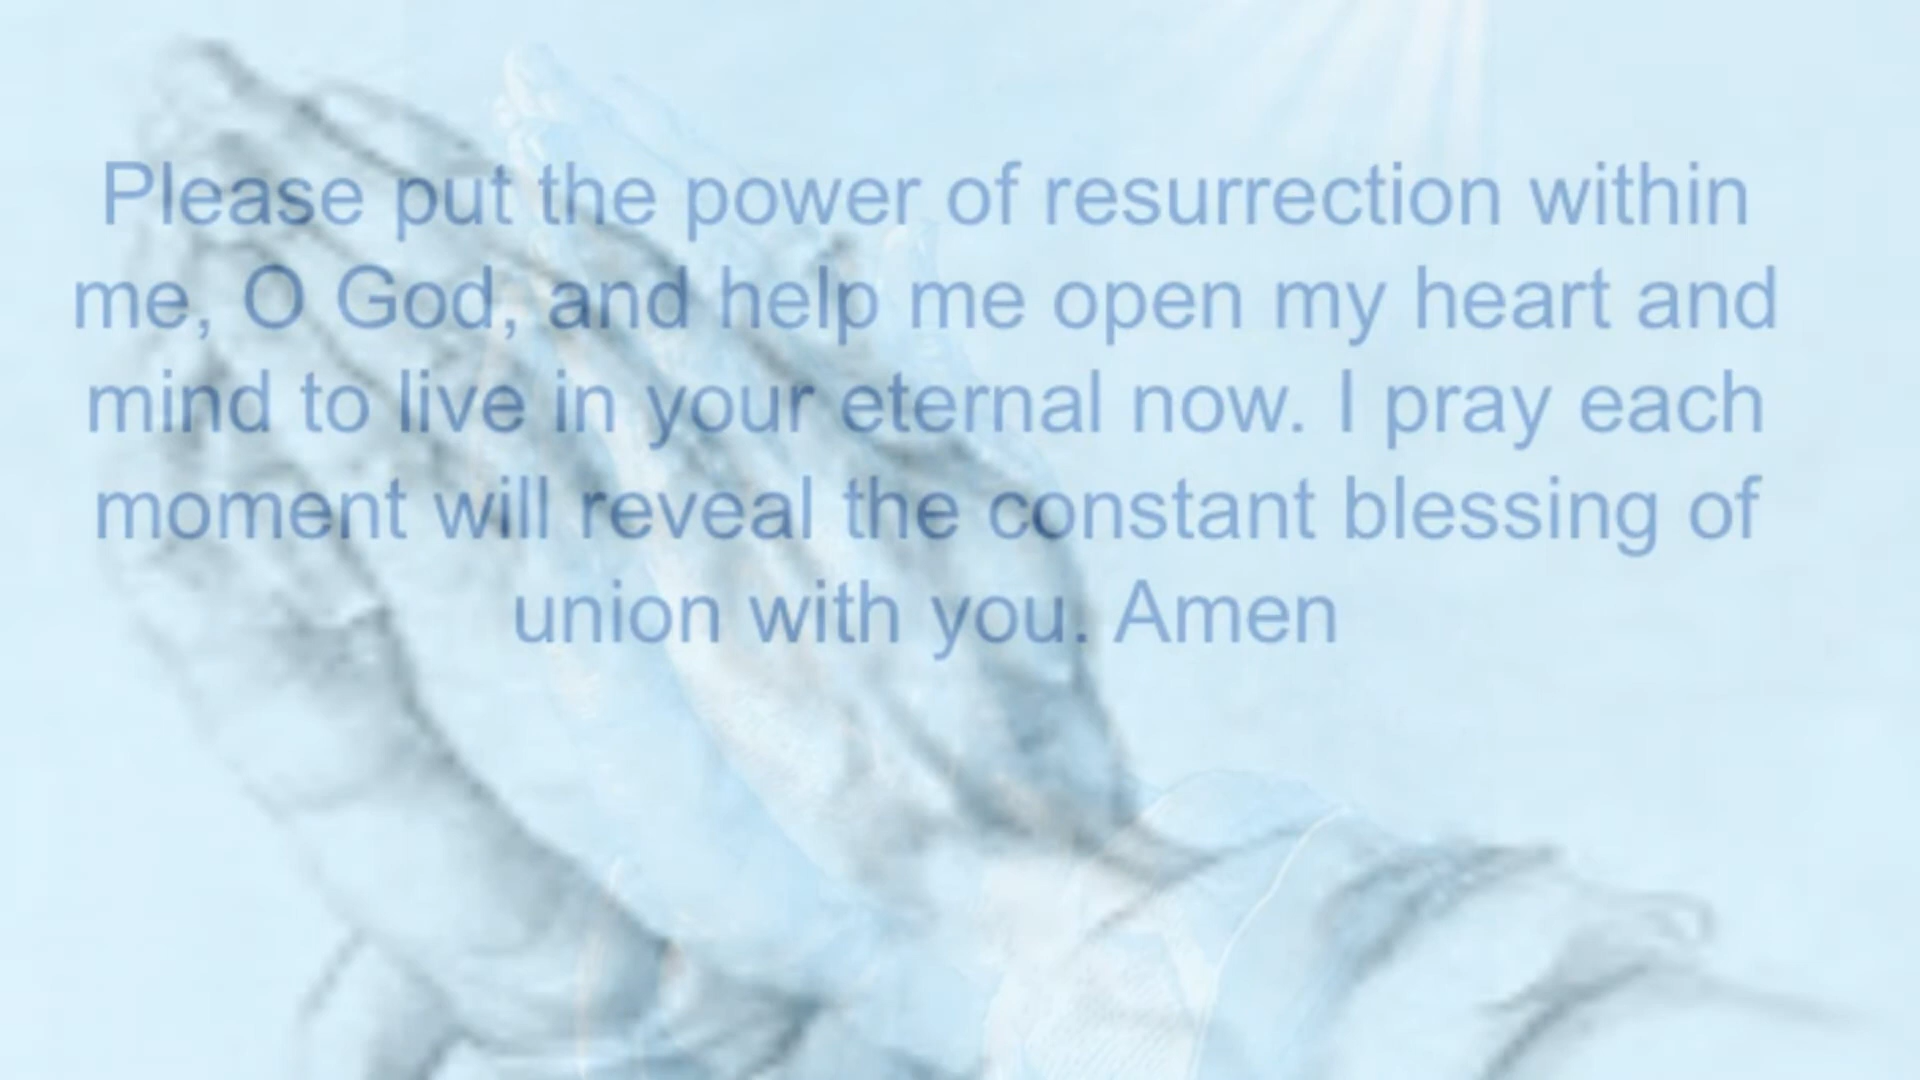 Please put the power of resurrection within
me, O God, and help me open my heart and
mind to live in your eternal now. I pray each
moment will reveal the constant blessing of
union with you. Amen